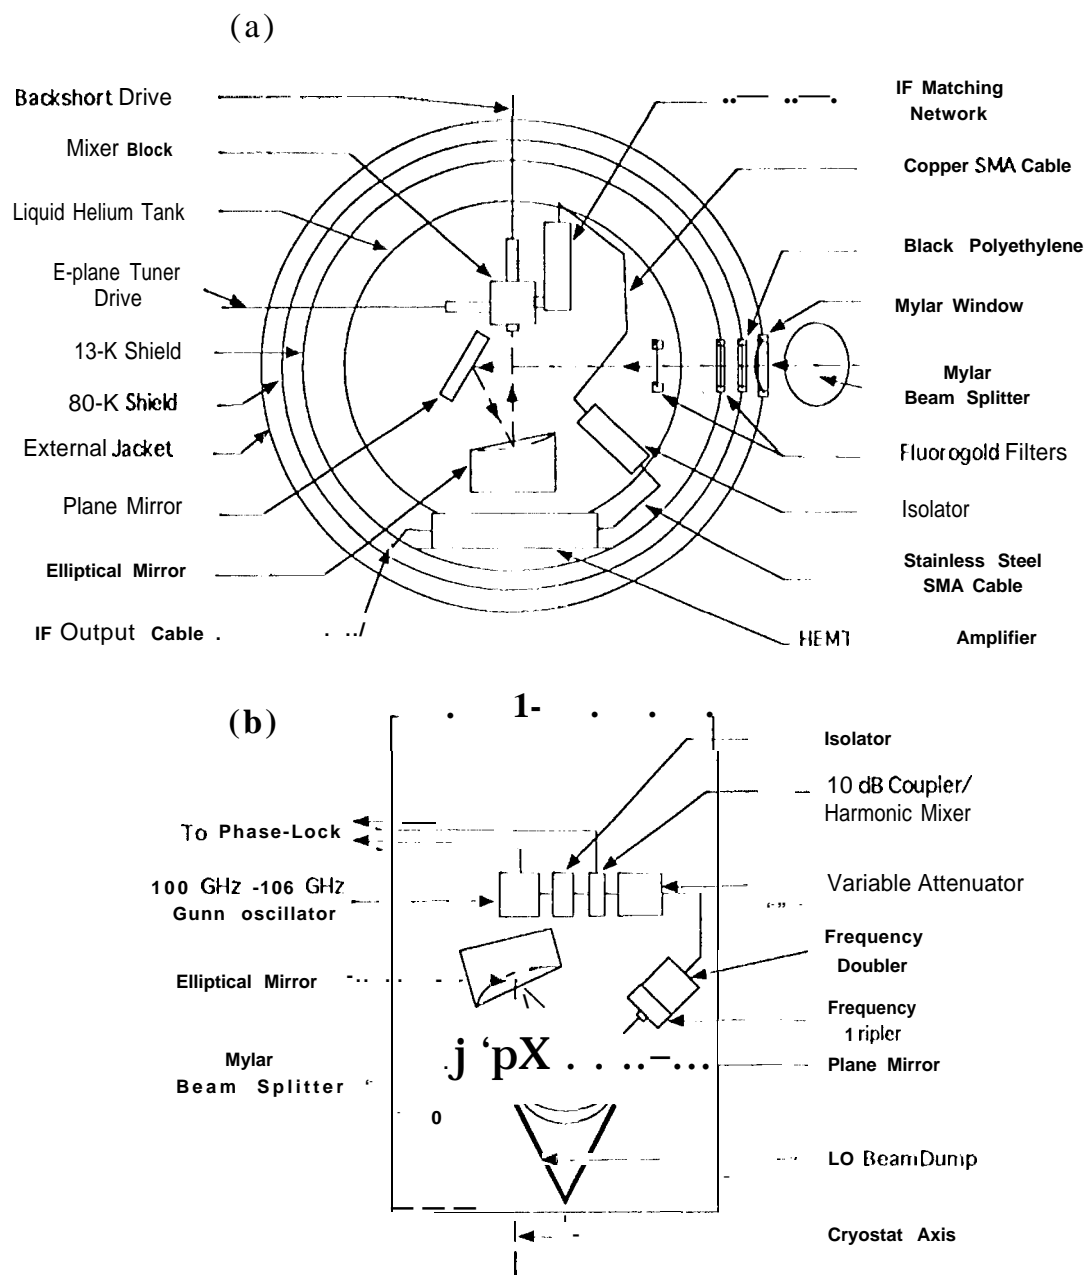 (a)
Backshort Drive
Mixer Block
Liquid Helium Tank
E-plane Tuner
Drive
13-K Shield
80-K Shield
External Jacket
Plane Mirror
Elliptical Mirror
IF Output Cable .
IF Matching
Network
Copper SMA Cable
Black Polyethylene
Mylar Window
Mylar
Beam Splitter
Fluorogold Filters
Isolator
Stainless Steel
SMA Cable
HEMT Amplifier
(b)
1-
To Phase-Lock
100 GHz -106 GHz
Gunn oscillator
Elliptical Mirror
Mylar
Beam Splitter
0
j ‘pX . . ..–...
Isolator
10 dB Coupler/
Harmonic Mixer
Variable Attenuator
Frequency
Doubler
Frequency
1ripler
Plane Mirror
LO BeamDump
Cryostat Axis